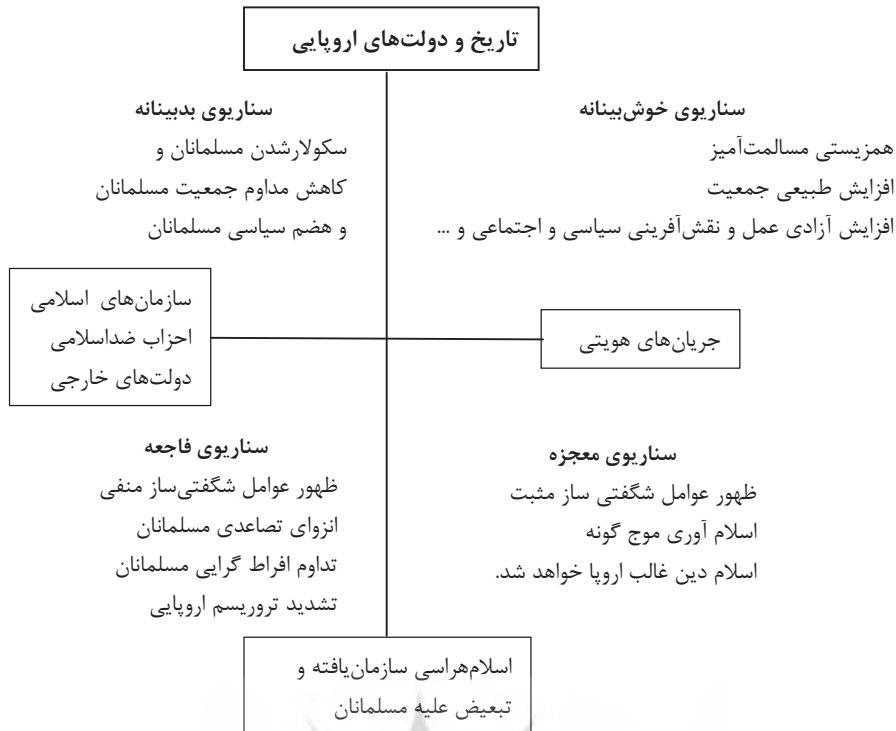 تاریخ و دولت‌های اروپایی
سناریوی خوش‌بینانه
همزیستی مسالمت‌آمیز
افزایش طبیعی جمعیت
افزایش آزادی عمل و نقش‌آفرینی سیاسی و اجتماعی و ...
سناریوی بدبینانه
سکولارشدن مسلمانان و
کاهش مداوم جمعیت مسلمانان
و هضم سیاسی مسلمانان
جریان‌های هویتی
سازمان‌های اسلامی
احزاب ضداسلامی
دولت‌های خارجی
سناریوی معجزه
ظهور عوامل شگفتی ساز مثبت
اسلام آوری موج گونه
اسلام دین غالب اروپا خواهد شد.
سناریوی فاجعه
ظهور عوامل شگفتی‌ساز منفی
انزوای تصاعدی مسلمانان
تداوم افراط گرایی مسلمانان
تشدید تروریسم اروپایی
اسلام‌هراسی سازمان‌یافته و
تبعیض علیه مسلمانان